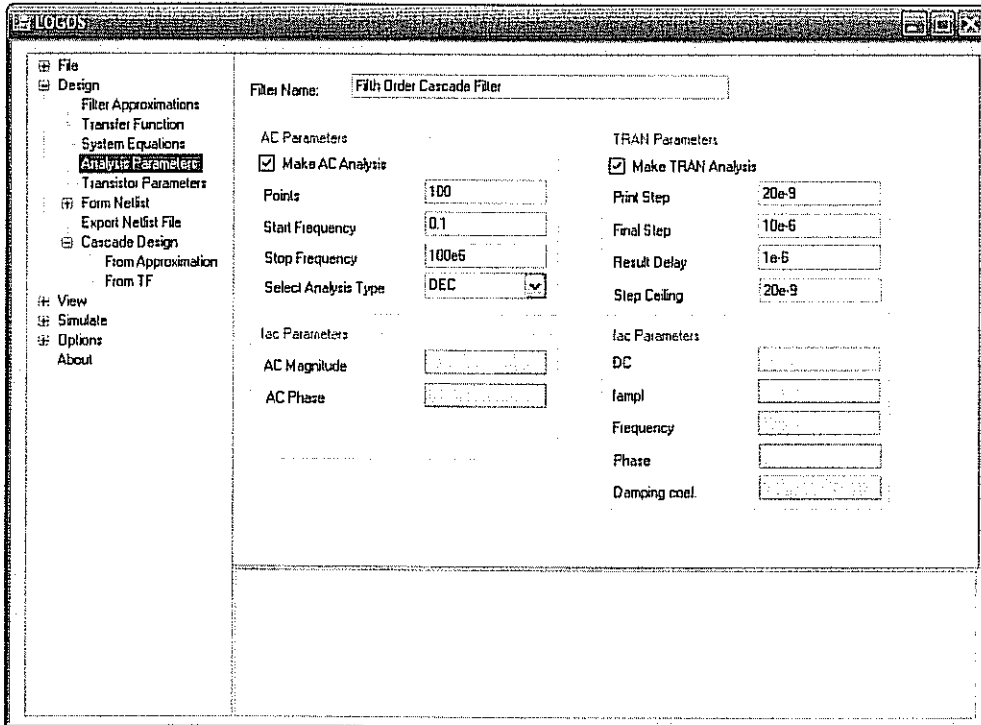 LOGOS
File
Design
Filter Approximations
Transfer Function
System Equations
Analysis Parameters
Transistor Parameters
Form Netlist
Export Netlist File
Cascade Design
From Approximation
From TF
View
Simulate
Options
About
Filter Name: Fifth Order Cascade Filter
AC Parameters
Make AC Analysis
Points 100
Start Frequency 0.1
Stop Frequency 100e6
Select Analysis Type DEC
Iac Parameters
AC Magnitude
AC Phase
TRAN Parameters
Make TRAN Analysis
Print Step 20e-9
Final Step 10e-6
Result Delay 1e-6
Step Ceiling 20e-9
Iac Parameters
DC
Iampl
Frequency
Phase
Damping coef.